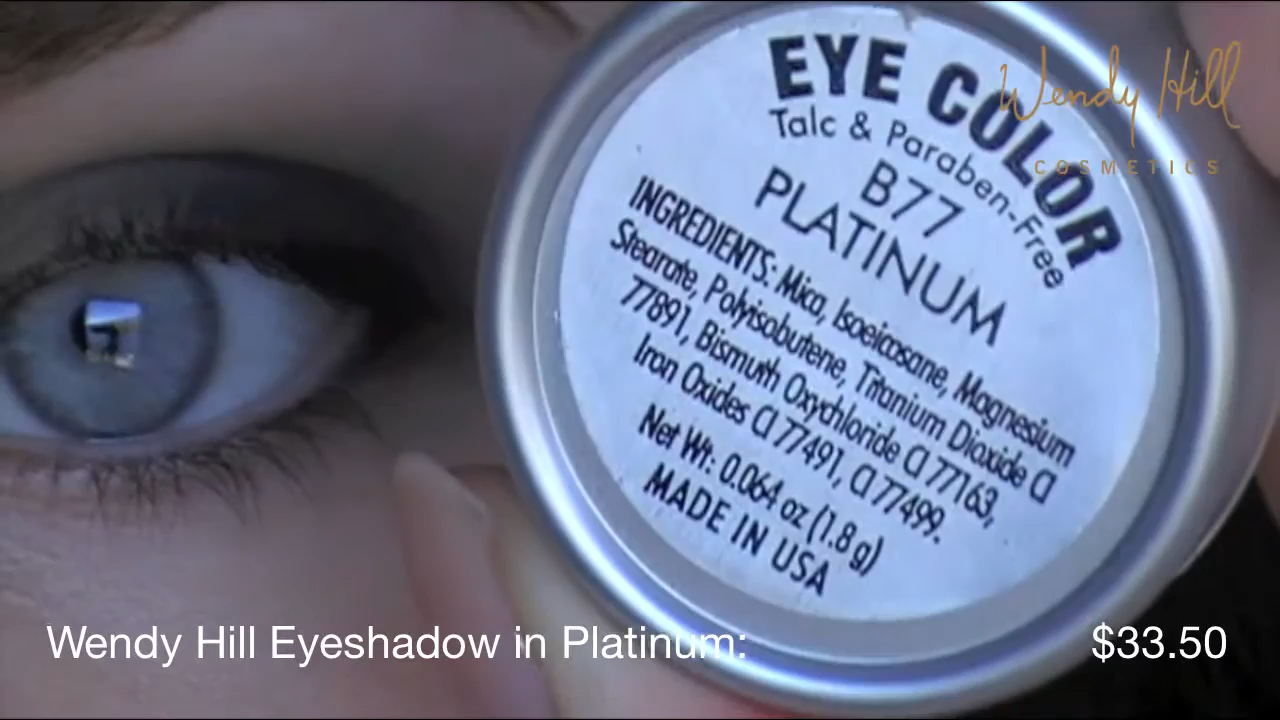 EYE COLOR
Talc & Paraben-Free
B77
PLATINUM
INGREDIENTS: Mica, Isoeicosane, Magnesium
Stearate, Polyisobutene, Titanium Dioxide CI
77891, Bismuth Oxychloride CI 77163,
Iron Oxides CI 77491, CI 77499.
Net Wt: 0.064 oz (1.8 g)
MADE IN USA
Wendy Hill
COSMETICS
Wendy Hill Eyeshadow in Platinum:
$33.50